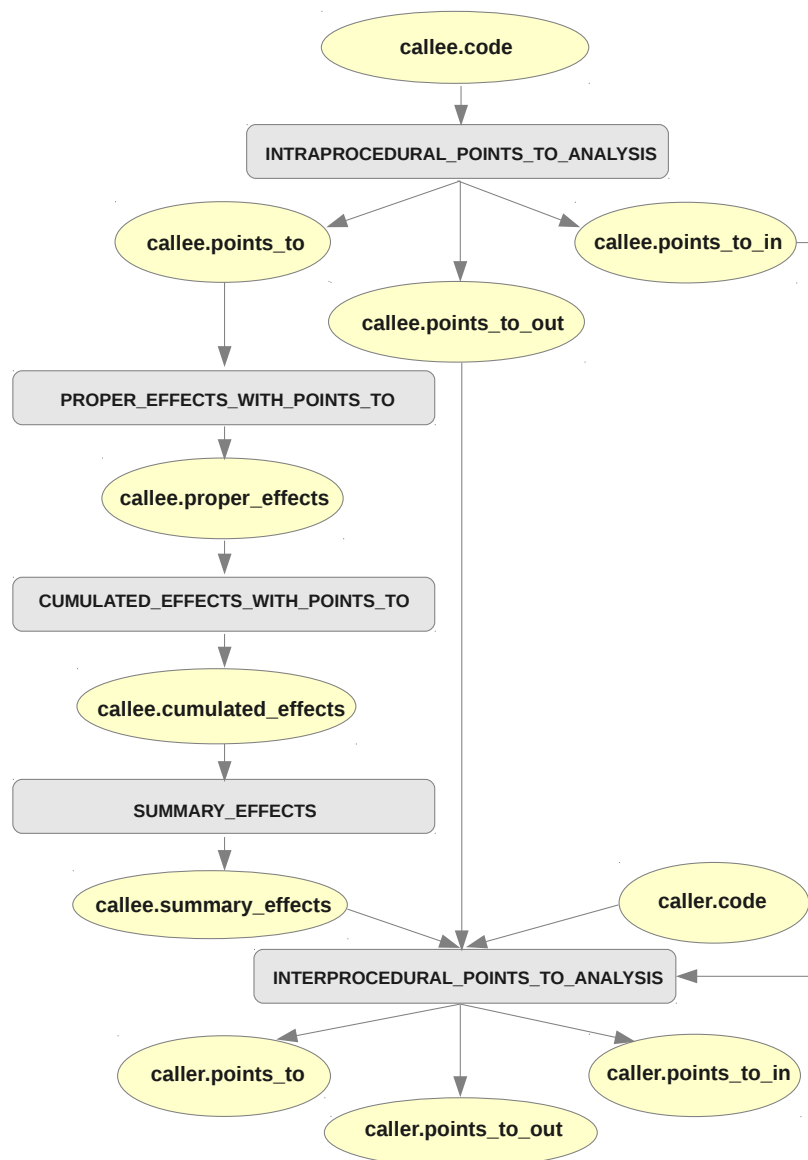 callee.code
INTRAPROCEDURAL_POINTS_TO_ANALYSIS
callee.points_to
callee.points_to_in
callee.points_to_out
PROPER_EFFECTS_WITH_POINTS_TO
callee.proper_effects
CUMULATED_EFFECTS_WITH_POINTS_TO
callee.cumulated_effects
SUMMARY_EFFECTS
callee.summary_effects
caller.code
INTERPROCEDURAL_POINTS_TO_ANALYSIS
caller.points_to
caller.points_to_in
caller.points_to_out